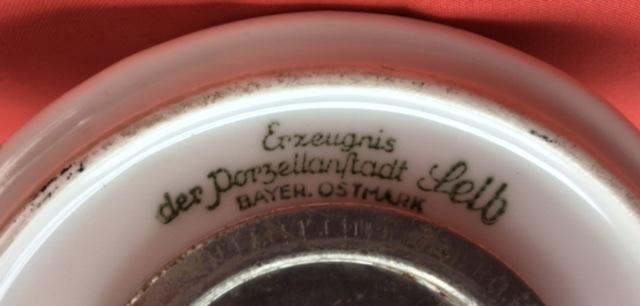 Erzeugnis
der Porzellanſtadt Selb
BAYER. OSTMARK